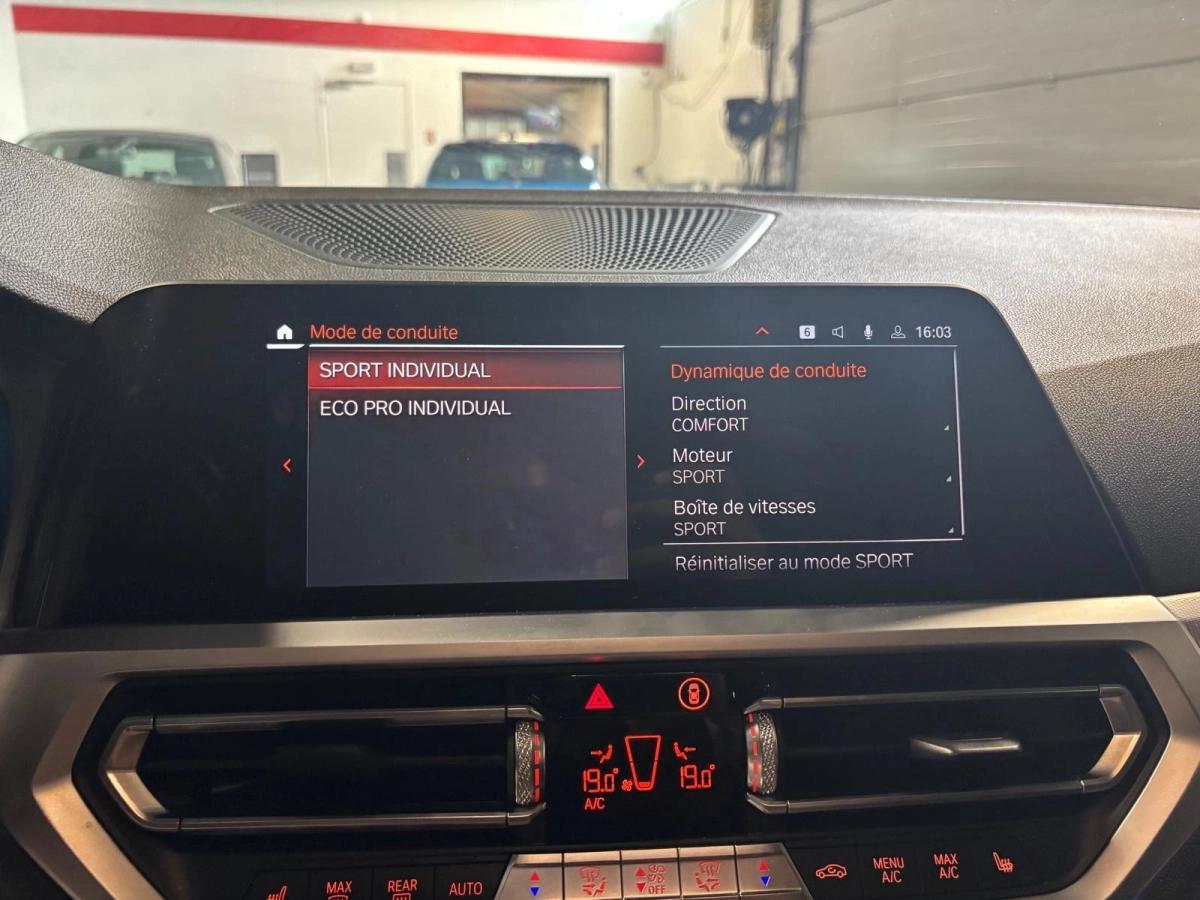 Mode de conduite
6
16:03
SPORT INDIVIDUAL
ECO PRO INDIVIDUAL
Dynamique de conduite
Direction
COMFORT
Moteur
SPORT
Boîte de vitesses
SPORT
Réinitialiser au mode SPORT
19.0°
19.0°
A/C
MAX
REAR
AUTO
OFF
MENU
A/C
MAX
A/C